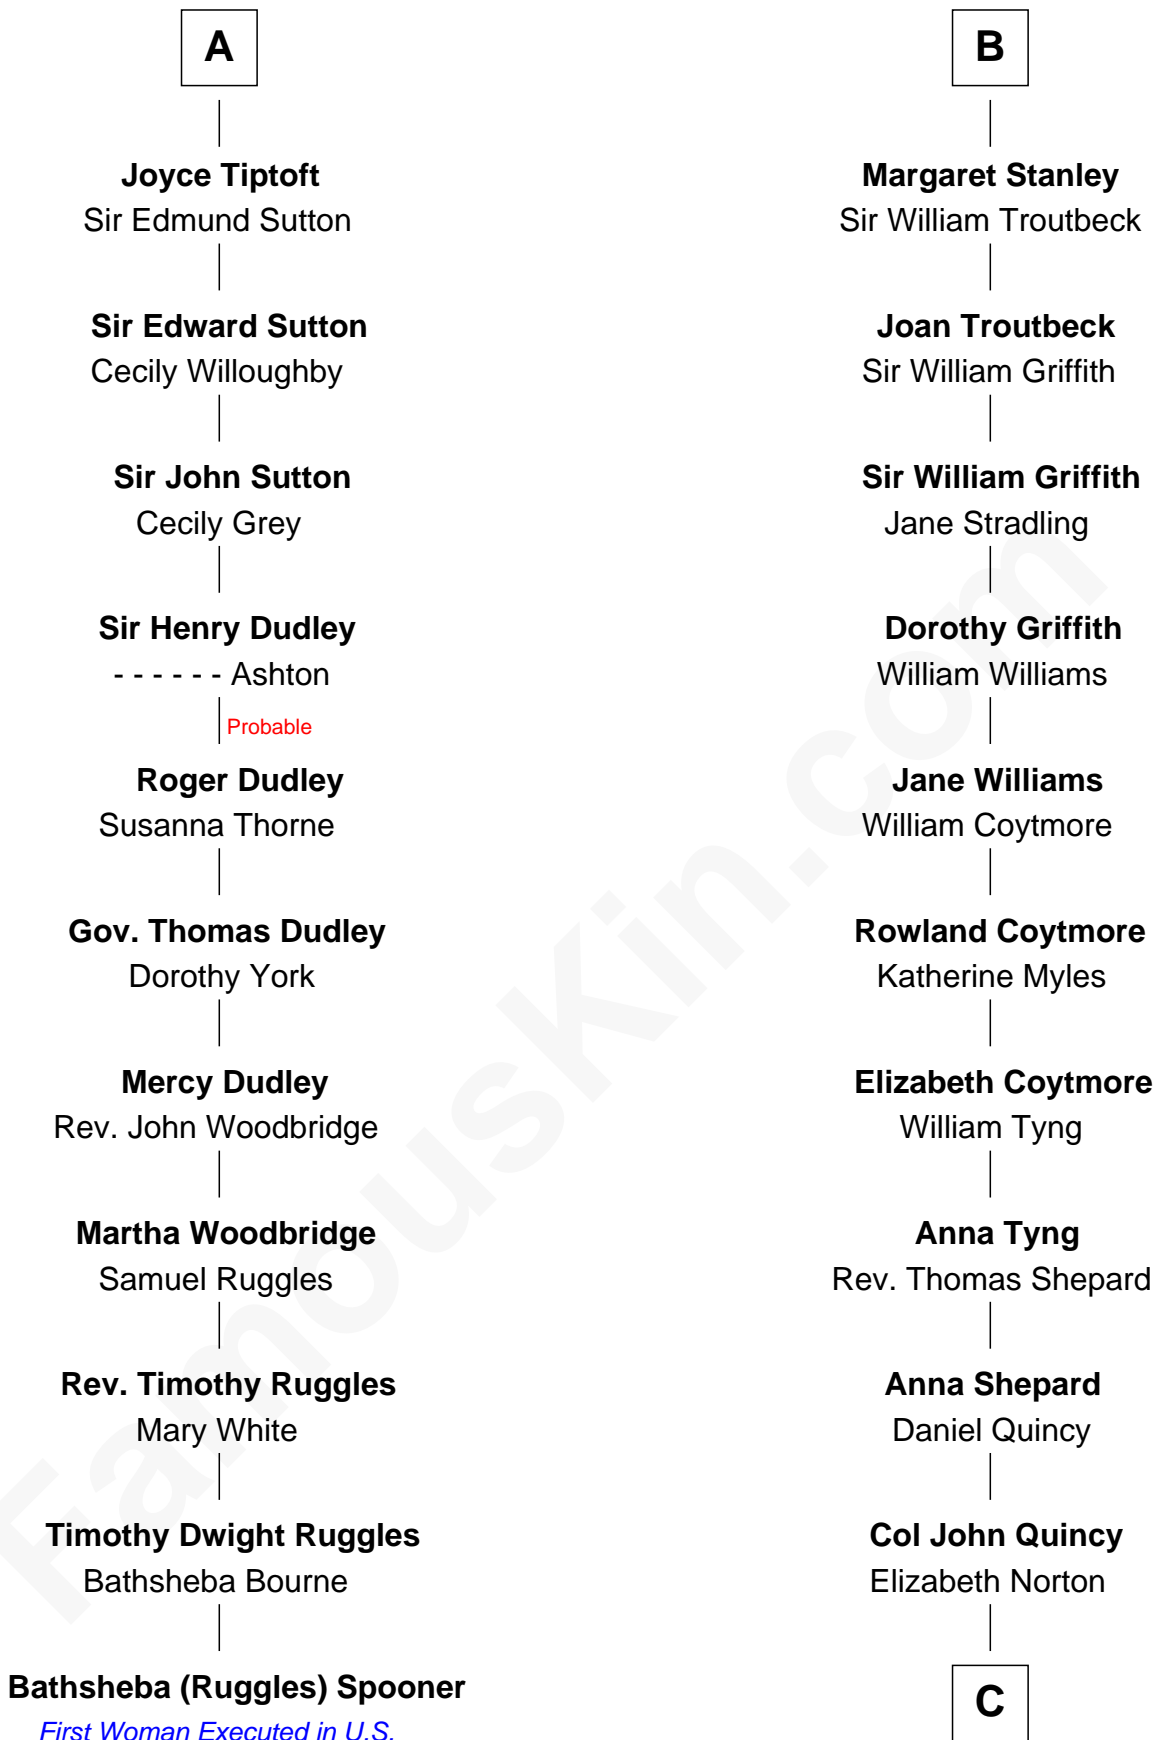 A
Joyce Tiptoft
Sir Edmund Sutton
Sir Edward Sutton
Cecily Willoughby
Sir John Sutton
Cecily Grey
Sir Henry Dudley
- - - - - - Ashton
Probable
Roger Dudley
Susanna Thorne
Gov. Thomas Dudley
Dorothy York
Mercy Dudley
Rev. John Woodbridge
Martha Woodbridge
Samuel Ruggles
Rev. Timothy Ruggles
Mary White
Timothy Dwight Ruggles
Bathsheba Bourne
Bathsheba (Ruggles) Spooner
First Woman Executed in U.S.
B
Margaret Stanley
Sir William Troutbeck
Joan Troutbeck
Sir William Griffith
Sir William Griffith
Jane Stradling
Dorothy Griffith
William Williams
Jane Williams
William Coytmore
Rowland Coytmore
Katherine Myles
Elizabeth Coytmore
William Tyng
Anna Tyng
Rev. Thomas Shepard
Anna Shepard
Daniel Quincy
Col John Quincy
Elizabeth Norton
C
FamousKin.com